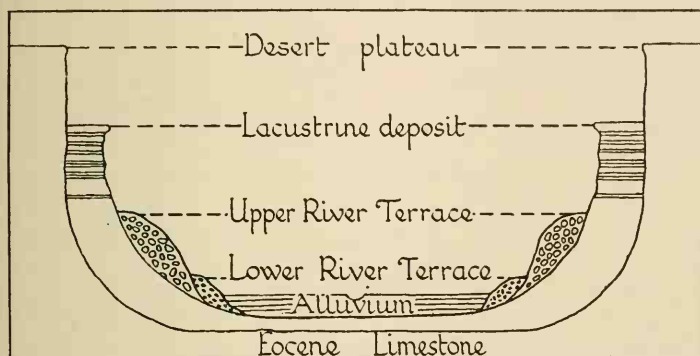 Desert plateau
Lacustrine deposit
Upper River Terrace
Lower River Terrace
Alluvium
Eocene Limestone